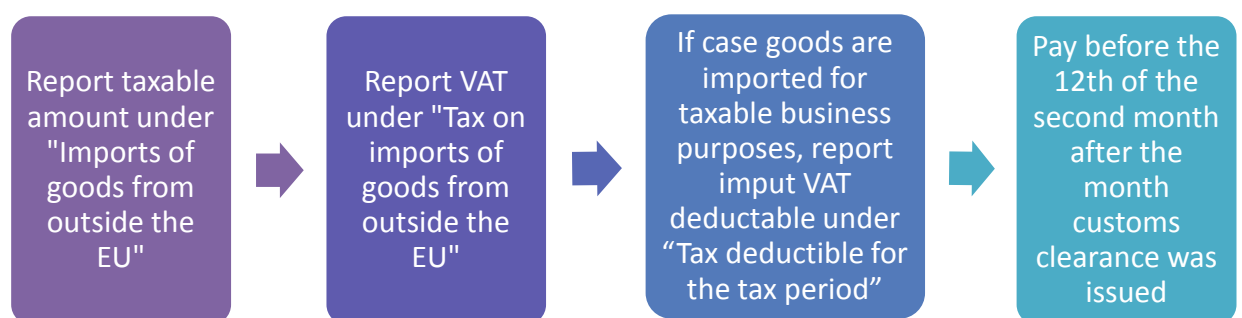 Report taxable
amount under
"Imports of
goods from
outside the
EU"
Report VAT
under "Tax on
imports of
goods from
outside the
EU"
If case goods are
imported for
taxable business
purposes, report
imput VAT
deductable under
“Tax deductible for
the tax period”
Pay before the
12th of the
second month
after the
month
customs
clearance was
issued